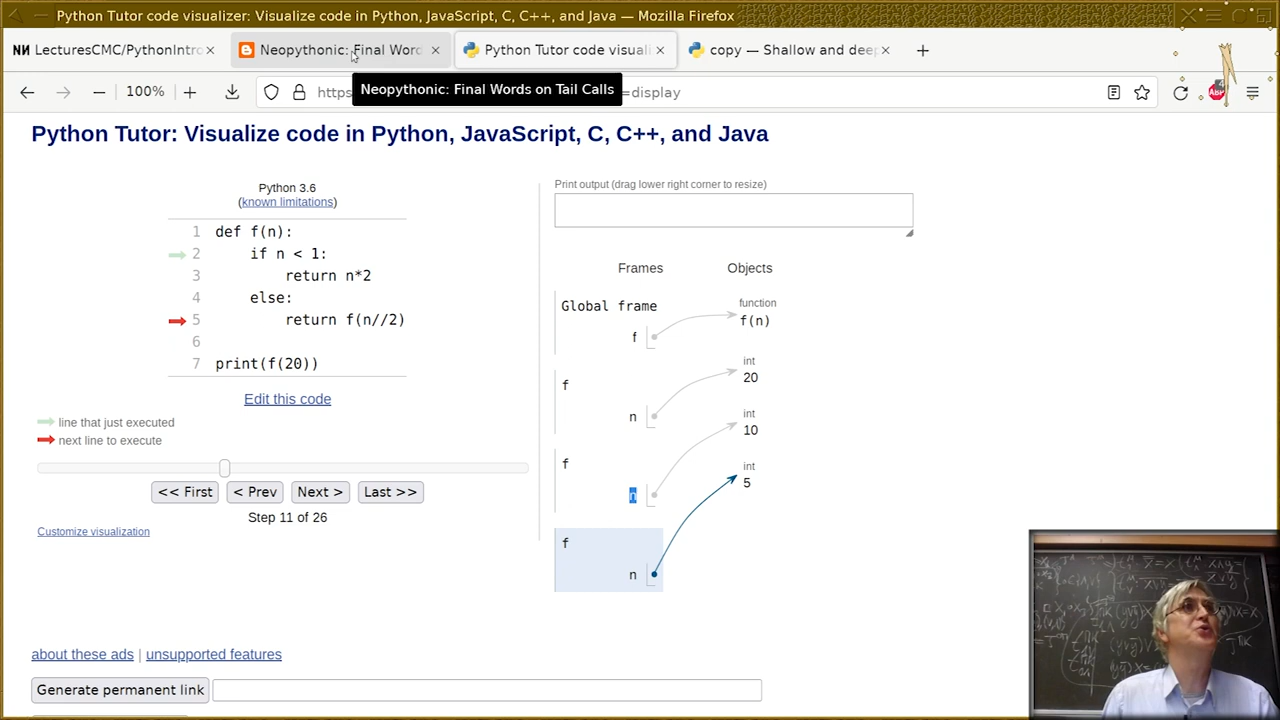 Python Tutor code visualizer: Visualize code in Python, JavaScript, C, C++, and Java — Mozilla Firefox
LecturesCMC/PythonIntro
Neopythonic: Final Word
Python Tutor code visuali
copy — Shallow and deep
100%
https
=display
Neopythonic: Final Words on Tail Calls
Python Tutor: Visualize code in Python, JavaScript, C, C++, and Java
Python 3.6
(known limitations)
1 def f(n):
2 if n < 1:
3 return n*2
4 else:
5 return f(n//2)
6
7 print(f(20))
Edit this code
line that just executed
next line to execute
<< First
< Prev
Next >
Last >>
Step 11 of 26
Customize visualization
Print output (drag lower right corner to resize)
Frames
Objects
Global frame
f
function
f(n)
f
n
int
20
f
n
int
10
f
n
int
5
about these ads | unsupported features
Generate permanent link